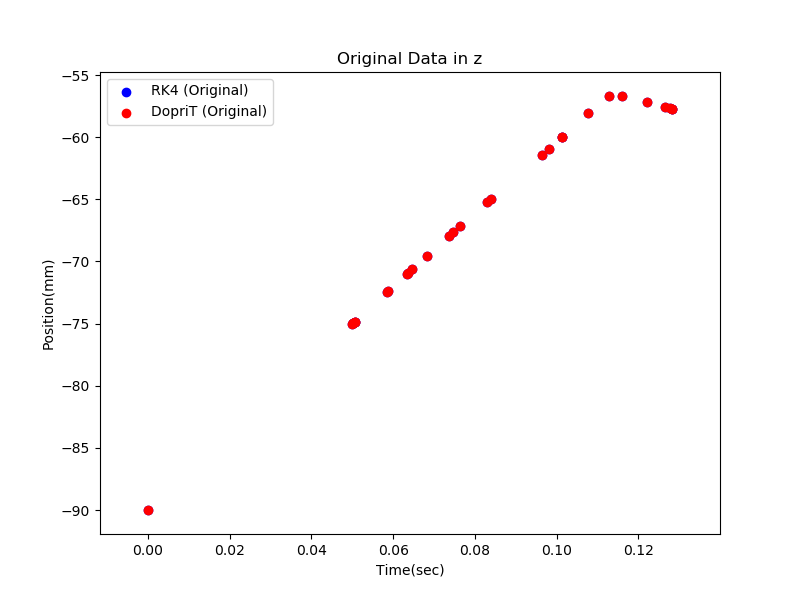 Original Data in z
RK4 (Original)
DopriT (Original)
−55
−60
−65
−70
−75
−80
−85
−90
Position(mm)
0.00 0.02 0.04 0.06 0.08 0.10 0.12
Time(sec)